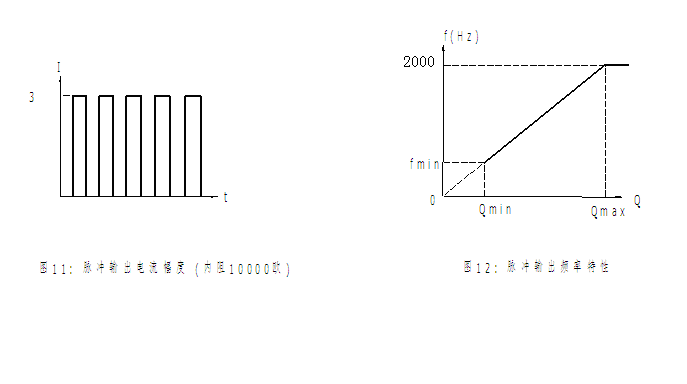 I
3
t
图11: 脉冲输出电流幅度 (内阻10000欧)
f(Hz)
2000
fmin
0
Qmin
Qmax
Q
图12: 脉冲输出频率特性